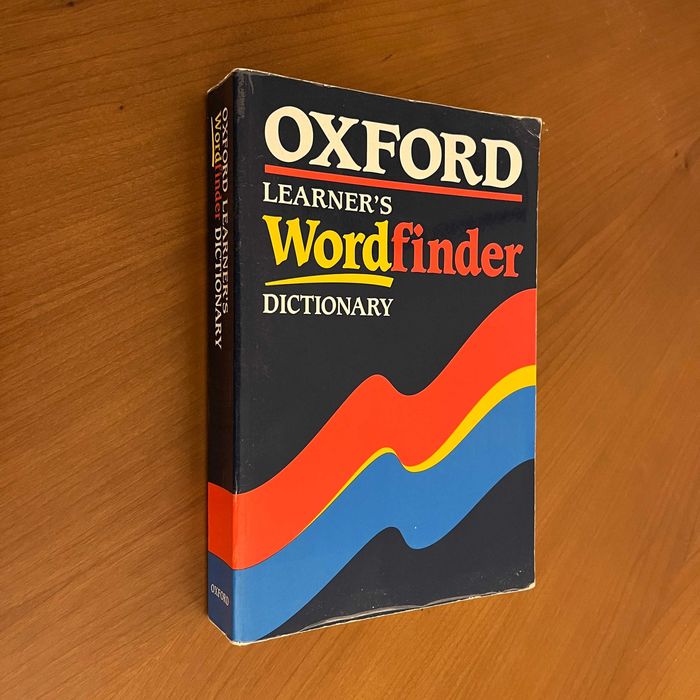 OXFORD
LEARNER'S
Wordfinder
DICTIONARY
OXFORD LEARNER'S
Wordfinder DICTIONARY
OXFORD